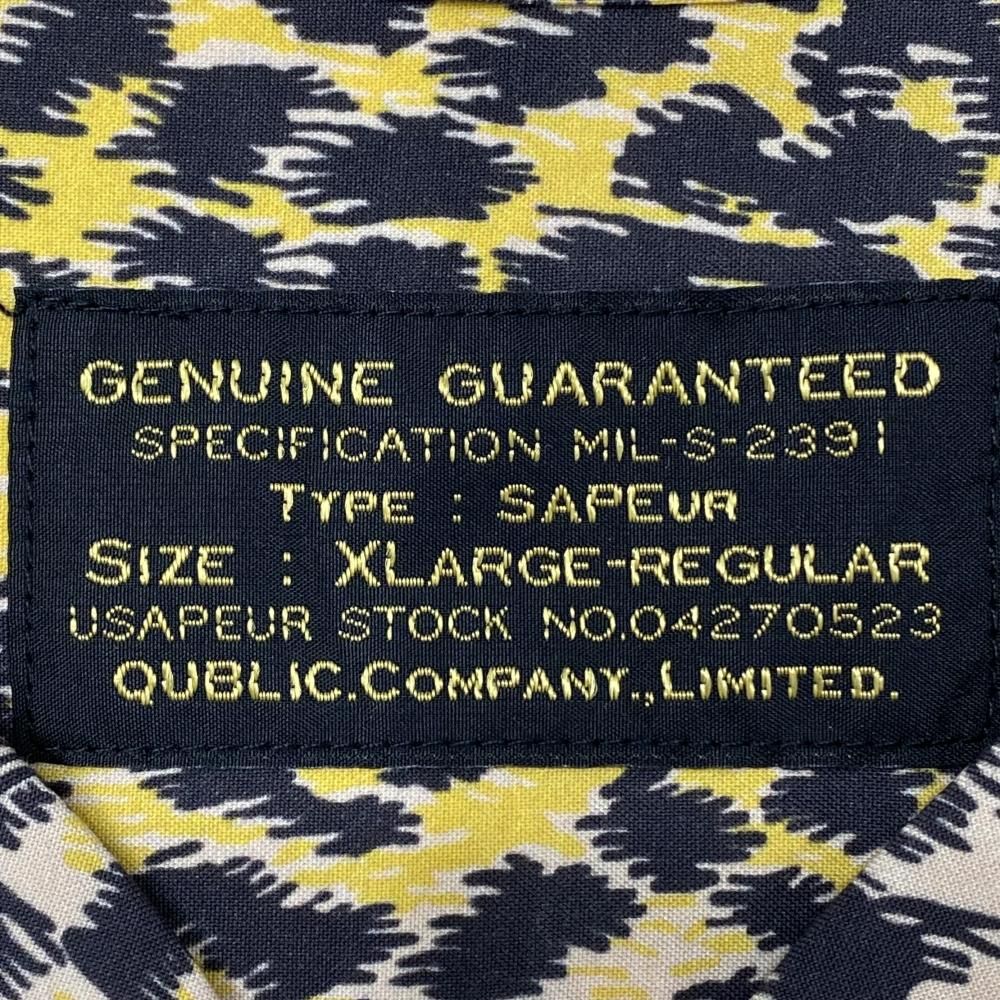 GENUINE GUARANTEED
SPECIFICATION MIL-S-2391
TYPE : SAPEUR
SIZE : XLARGE-REGULAR
USAPEUR STOCK NO.04270523
QUBLIC.COMPANY.,LIMITED.